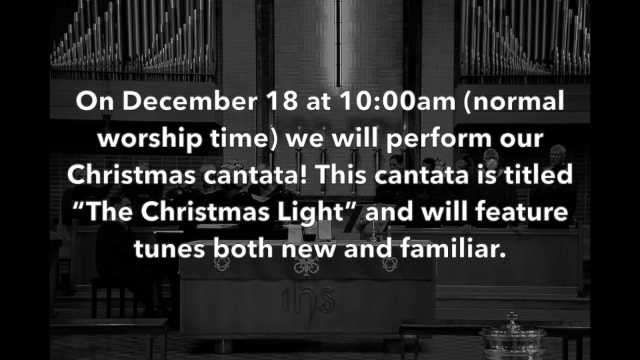 On December 18 at 10:00am (normal
worship time) we will perform our
Christmas cantata! This cantata is titled
“The Christmas Light” and will feature
tunes both new and familiar.
ihs